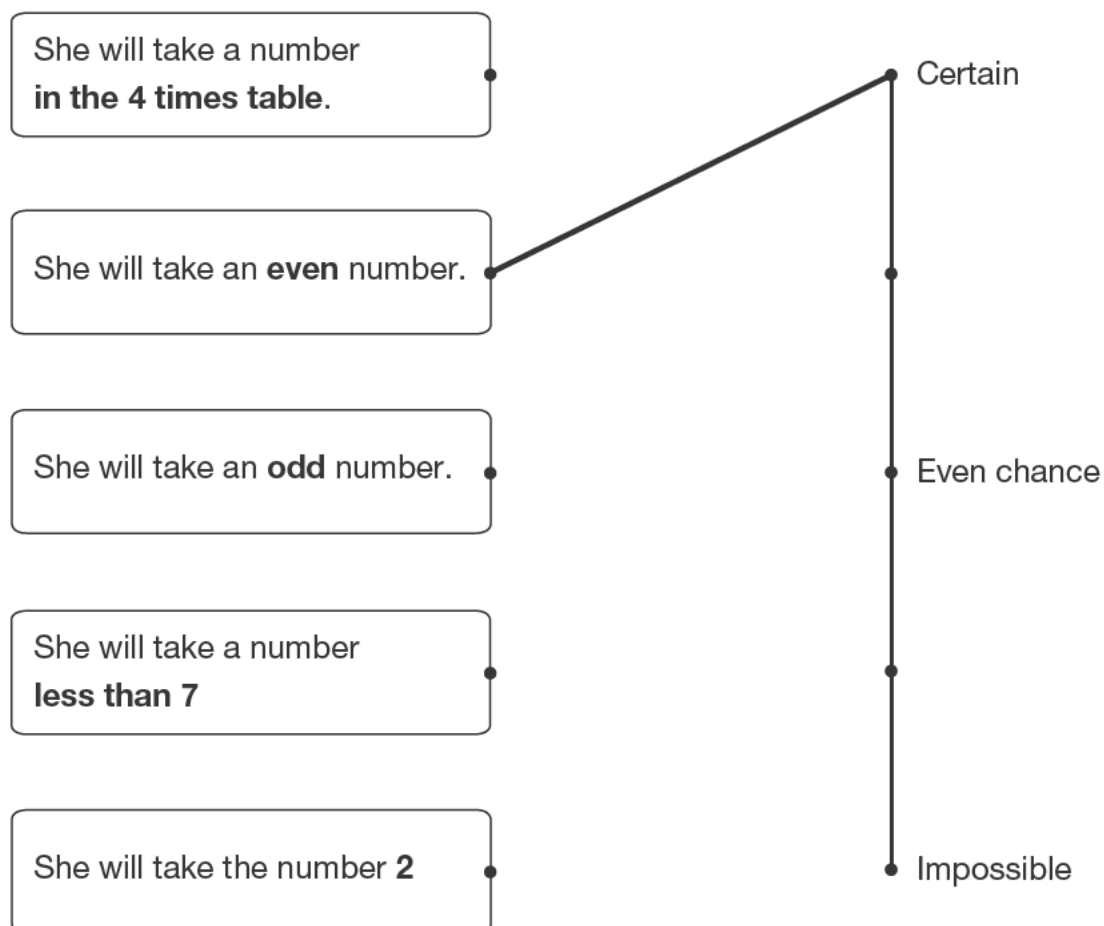 She will take a number
in the 4 times table.
Certain
She will take an even number.
She will take an odd number.
Even chance
She will take a number
less than 7
She will take the number 2
Impossible